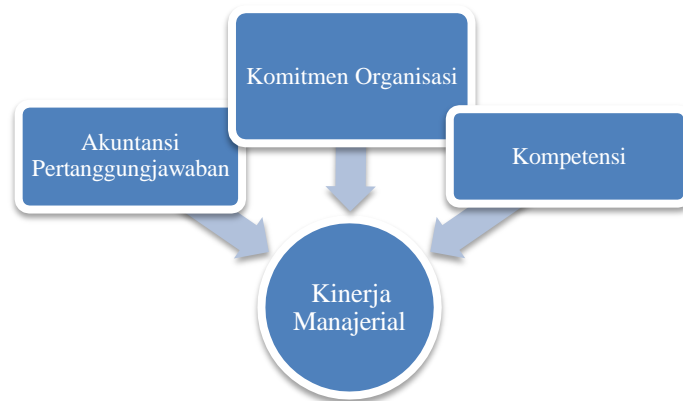 Komitmen Organisasi
Akuntansi
Pertanggungjawaban
Kompetensi
Kinerja
Manajerial